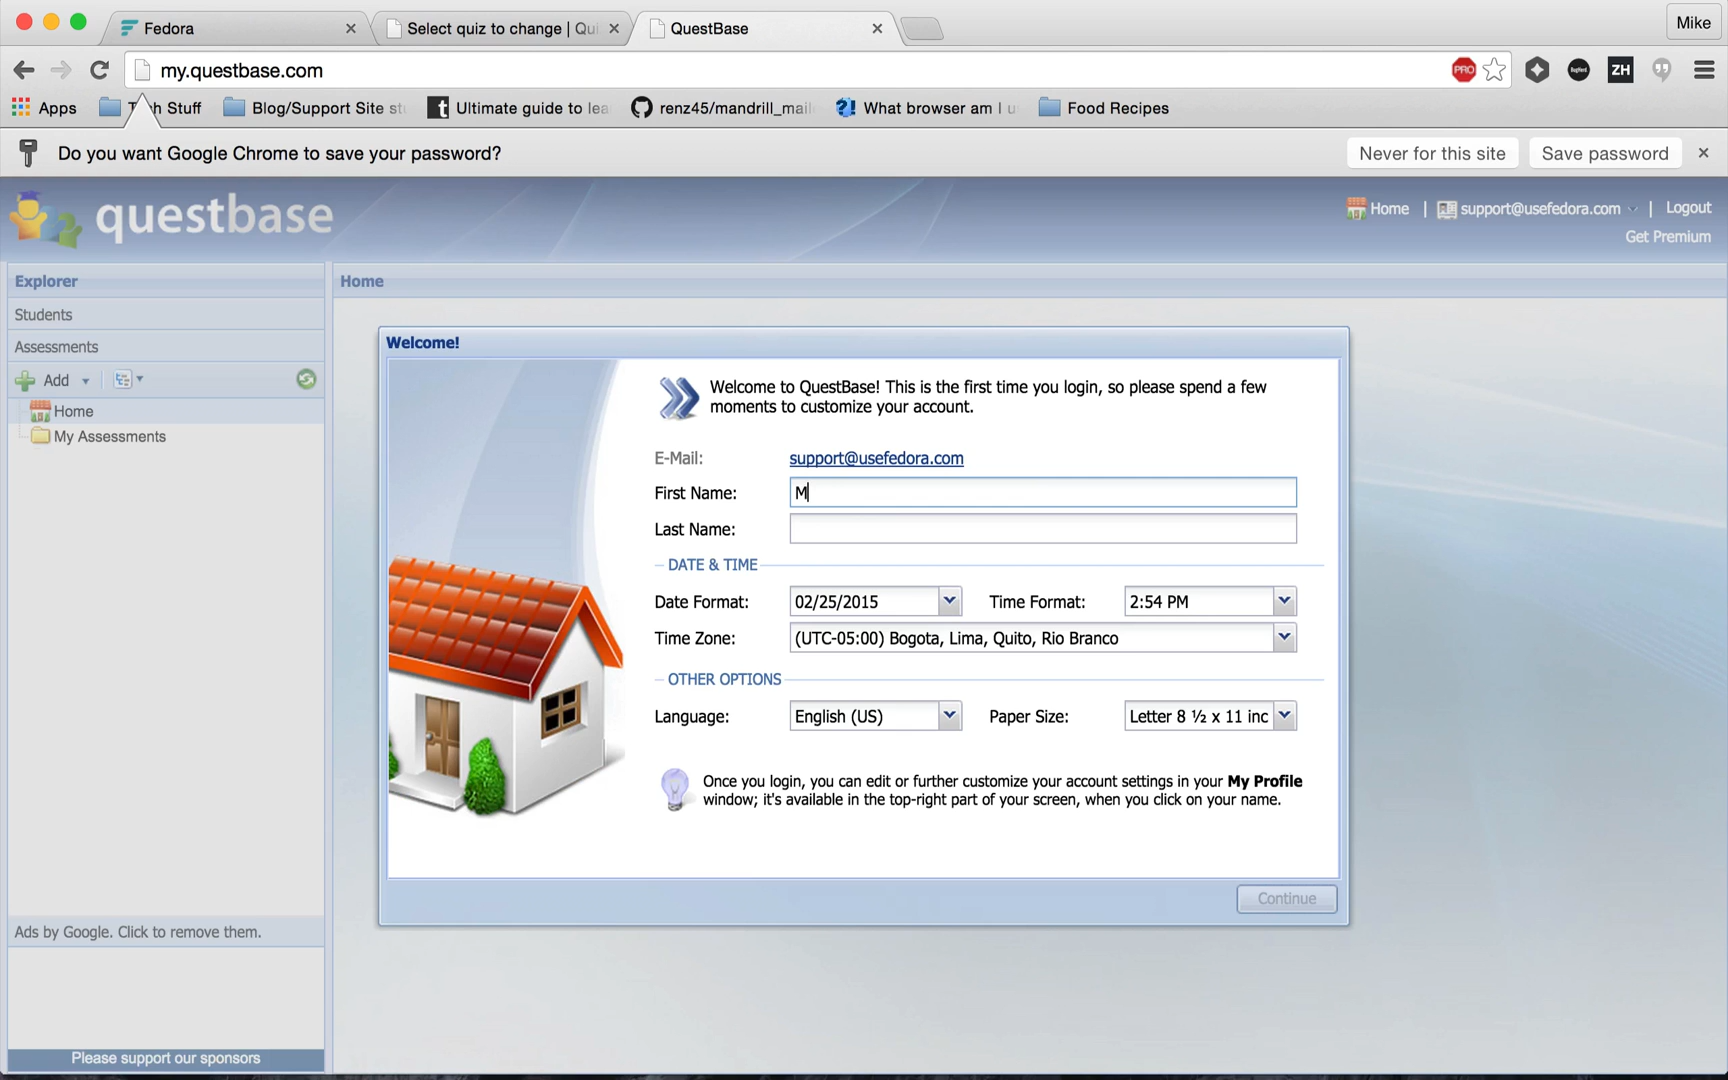 Fedora
Select quiz to change | Qui
QuestBase
Mike
my.questbase.com
PRO
ZH
Apps
Tech Stuff
Blog/Support Site st
Ultimate guide to lea
renz45/mandrill_mail
What browser am I u
Food Recipes
Do you want Google Chrome to save your password?
Never for this site
Save password
questbase
Home | support@usefedora.com | Logout
Get Premium
Explorer
Home
Students
Assessments
Add
Home
My Assessments
Welcome!
Welcome to QuestBase! This is the first time you login, so please spend a few
moments to customize your account.
E-Mail: support@usefedora.com
First Name: M
Last Name:
DATE & TIME
Date Format: 02/25/2015 Time Format: 2:54 PM
Time Zone: (UTC-05:00) Bogota, Lima, Quito, Rio Branco
OTHER OPTIONS
Language: English (US) Paper Size: Letter 8 ½ x 11 inc
Once you login, you can edit or further customize your account settings in your My Profile
window; it's available in the top-right part of your screen, when you click on your name.
Continue
Ads by Google. Click to remove them.
Please support our sponsors